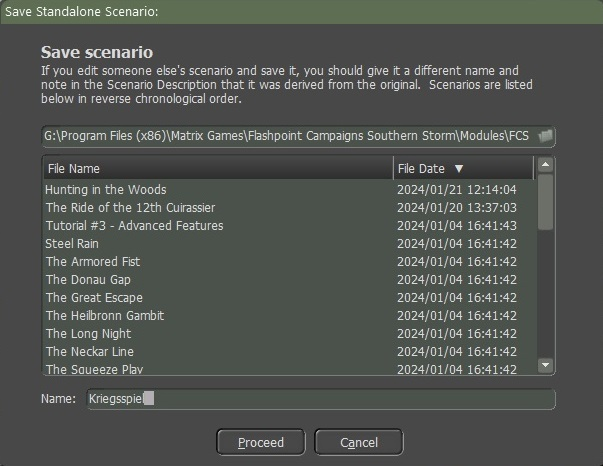 Save Standalone Scenario:
Save scenario
If you edit someone else's scenario and save it, you should give it a different name and
note in the Scenario Description that it was derived from the original.  Scenarios are listed
below in reverse chronological order.
G:\Program Files (x86)\Matrix Games\Flashpoint Campaigns Southern Storm\Modules\FCS
File Name File Date ▼
Hunting in the Woods 2024/01/21 12:14:04
The Ride of the 12th Cuirassier 2024/01/20 13:37:03
Tutorial #3 - Advanced Features 2024/01/04 16:41:43
Steel Rain 2024/01/04 16:41:42
The Armored Fist 2024/01/04 16:41:42
The Donau Gap 2024/01/04 16:41:42
The Great Escape 2024/01/04 16:41:42
The Heilbronn Gambit 2024/01/04 16:41:42
The Long Night 2024/01/04 16:41:42
The Neckar Line 2024/01/04 16:41:42
The Squeeze Play 2024/01/04 16:41:42
Name: Kriegsspiel
Proceed Cancel